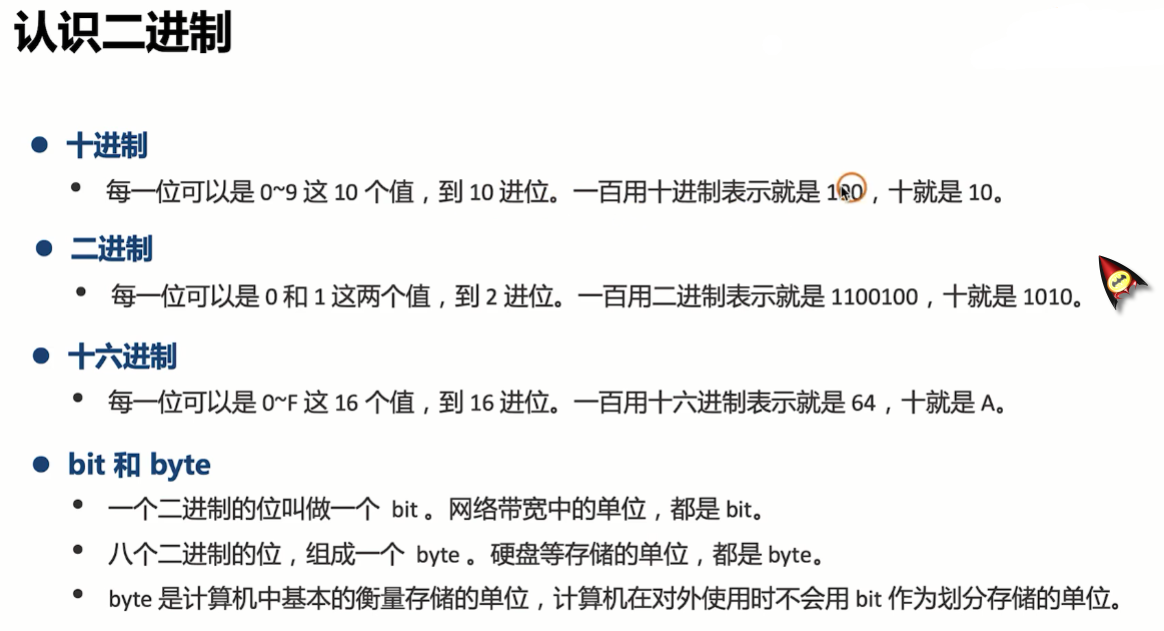 认识二进制
十进制
每一位可以是 0~9 这 10 个值，到 10 进位。一百用十进制表示就是 100，十就是 10。
二进制
每一位可以是 0 和 1 这两个值，到 2 进位。一百用二进制表示就是 1100100，十就是 1010。
十六进制
每一位可以是 0~F 这 16 个值，到 16 进位。一百用十六进制表示就是 64，十就是 A。
bit 和 byte
一个二进制的位叫做一个 bit 。网络带宽中的单位，都是 bit。
八个二进制的位，组成一个 byte 。硬盘等存储的单位，都是 byte。
byte 是计算机中基本的衡量存储的单位，计算机在对外使用时不会用 bit 作为划分存储的单位。